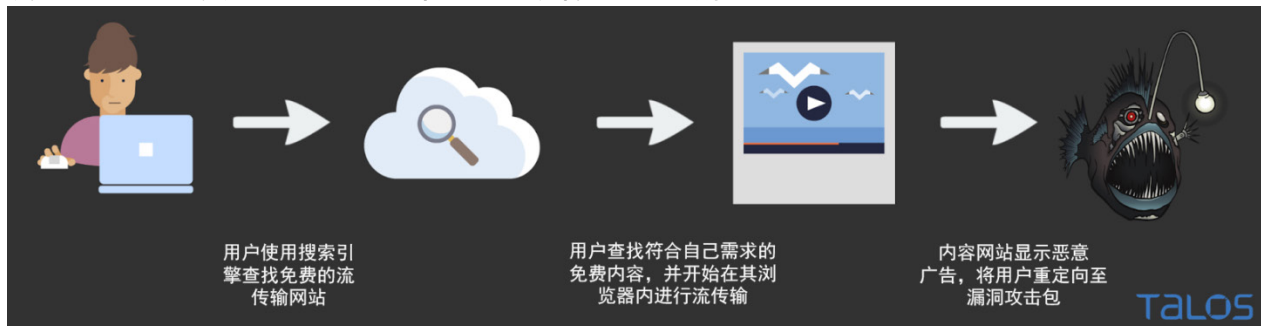 用户使用搜索引
擎查找免费的流
传输网站
用户查找符合自己需求的
免费内容，并开始在其浏
览器内进行流传输
内容网站显示恶意
广告，将用户重定向至
漏洞攻击包
TALOS